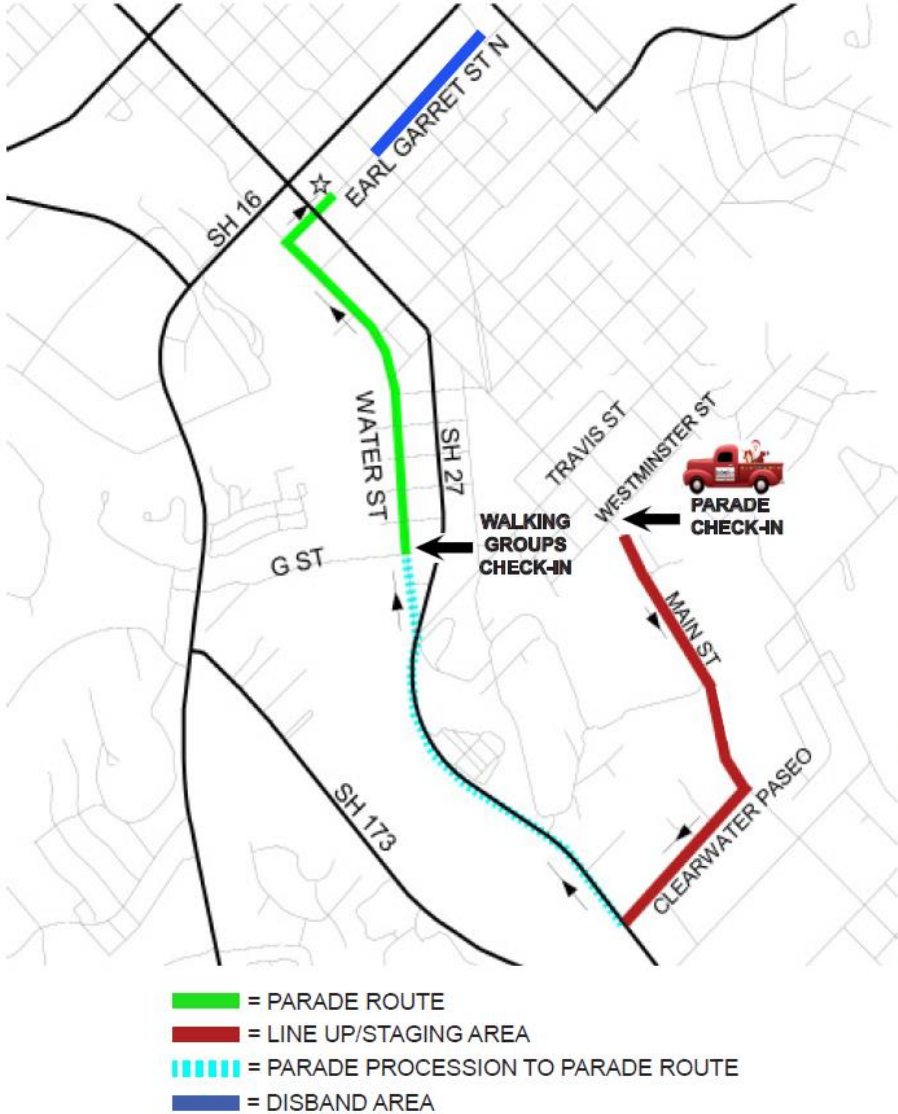 EARL GARRET ST N
SH 16
WATER ST
SH 27
TRAVIS ST
WESTMINSTER ST
PARADE
CHECK-IN
WALKING
GROUPS
CHECK-IN
G ST
MAIN ST
CLEARWATER PASEO
SH 173
= PARADE ROUTE
= LINE UP/STAGING AREA
= PARADE PROCESSION TO PARADE ROUTE
= DISBAND AREA